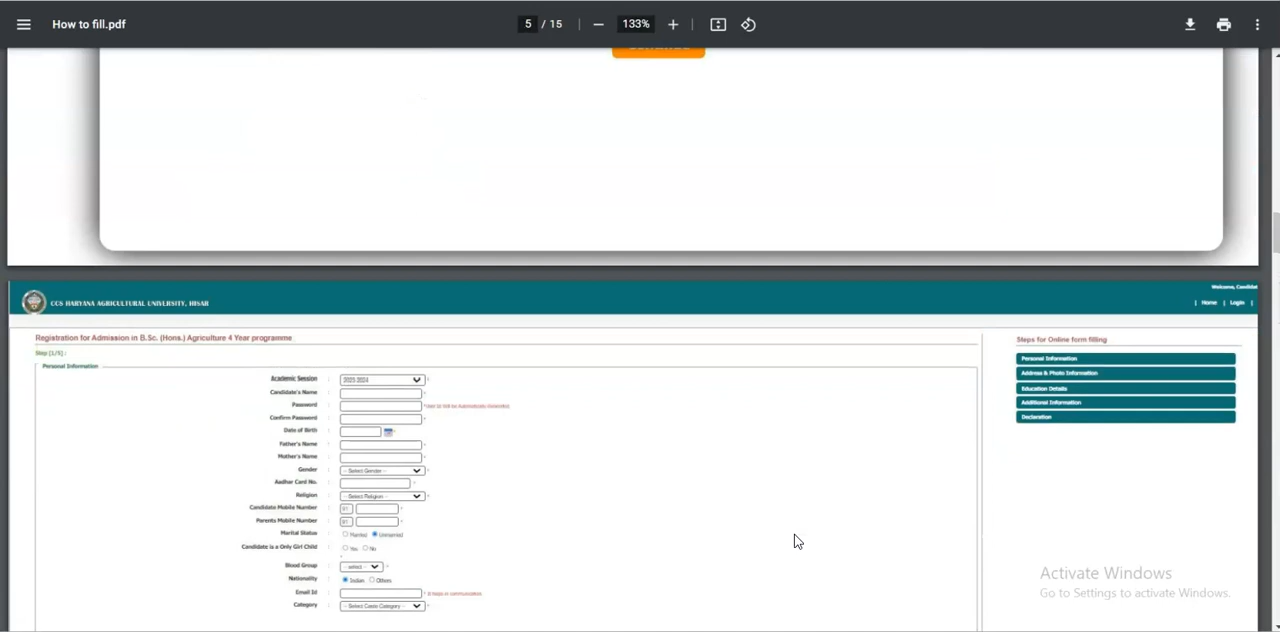 How to fill.pdf
5 / 15
133%
CCS HARYANA AGRICULTURAL UNIVERSITY, HISAR
Welcome, Candidat
| Home | Login |
Registration for Admission in B.Sc. (Hons.) Agriculture 4 Year programme
Step [1/5] :
Personal Information
Academic Session : 2023-2024
Candidate's Name :
Password :
Confirm Password :
Date of Birth :
Father's Name :
Mother's Name :
Gender : -- Select Gender --
Aadhar Card No. :
Religion : -- Select Religion --
Candidate Mobile Number : 91
Parents Mobile Number : 91
Marital Status : Married Unmarried
Candidate is a Only Girl Child : Yes No
Blood Group : -- select --
Nationality : Indian Others
Email Id :
Category : -- Select Caste Category --
Steps for Online form filling
Personal Information
Address & Photo Information
Education Details
Additional Information
Declaration
Activate Windows
Go to Settings to activate Windows.